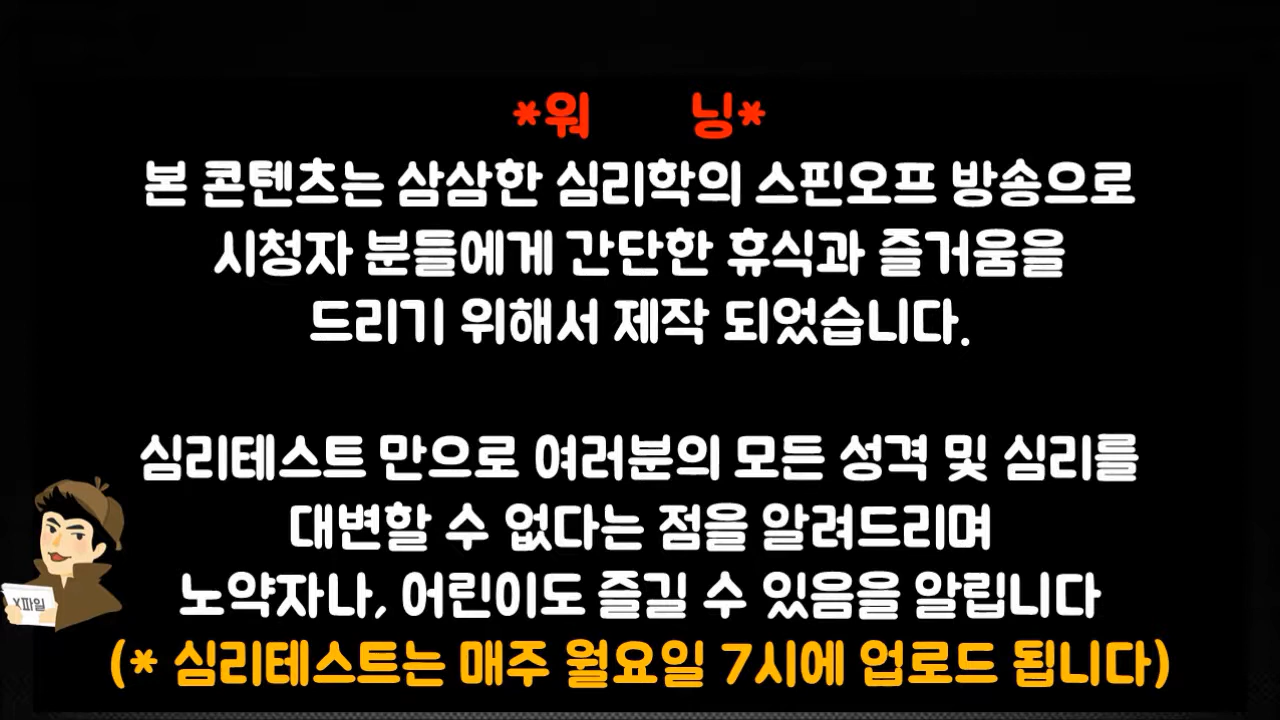 *워 닝*
본 콘텐츠는 삼삼한 심리학의 스핀오프 방송으로
시청자 분들에게 간단한 휴식과 즐거움을
드리기 위해서 제작 되었습니다.
심리테스트 만으로 여러분의 모든 성격 및 심리를
대변할 수 없다는 점을 알려드리며
노약자나, 어린이도 즐길 수 있음을 알립니다
X파일
(* 심리테스트는 매주 월요일 7시에 업로드 됩니다)